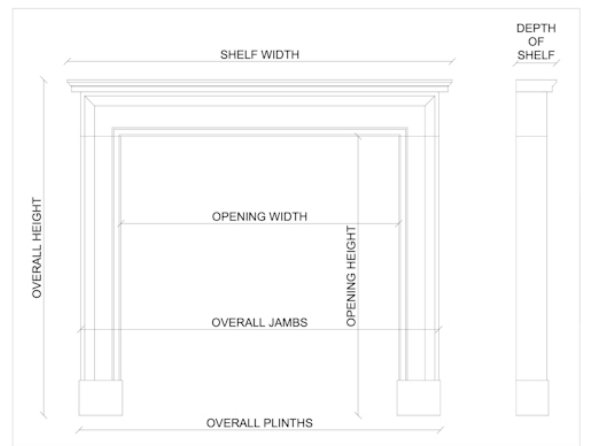 SHELF WIDTH
DEPTH
OF
SHELF
OVERALL HEIGHT
OPENING WIDTH
OPENING HEIGHT
OVERALL JAMBS
OVERALL PLINTHS